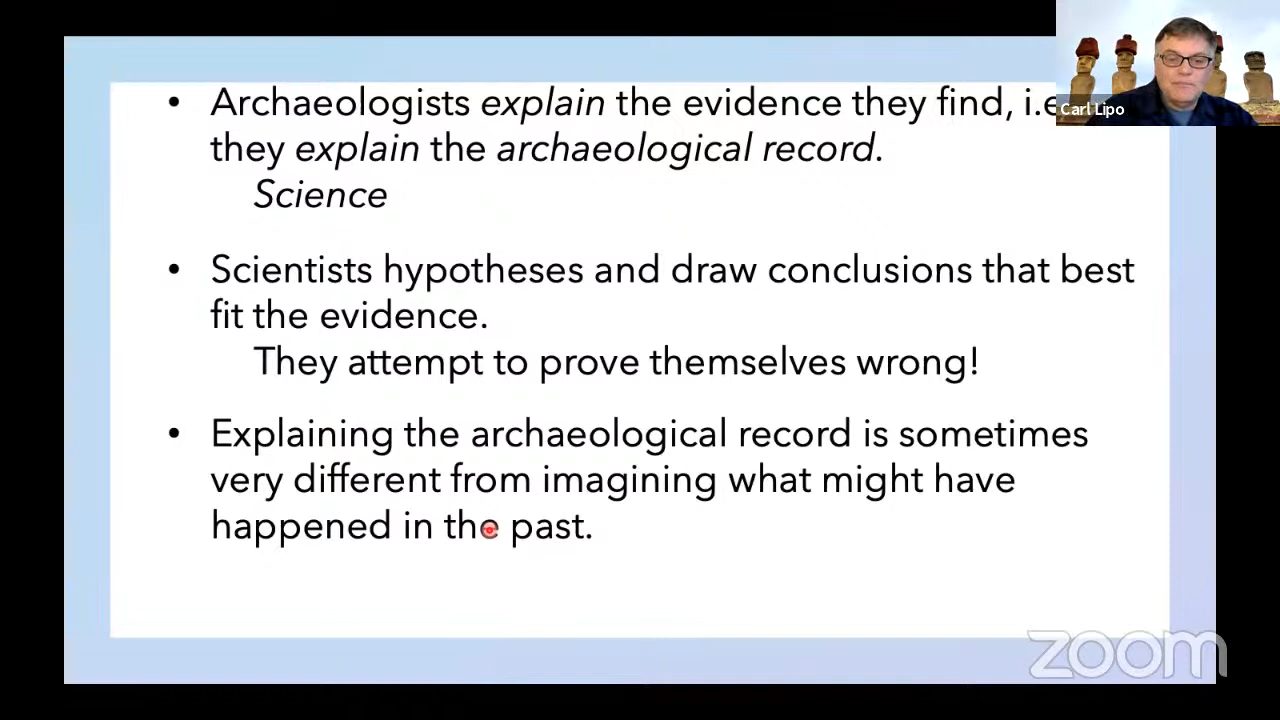 • Archaeologists explain the evidence they find, i.e
they explain the archaeological record.
Science
• Scientists hypotheses and draw conclusions that best
fit the evidence.
They attempt to prove themselves wrong!
• Explaining the archaeological record is sometimes
very different from imagining what might have
happened in the past.
Carl Lipo
zoom